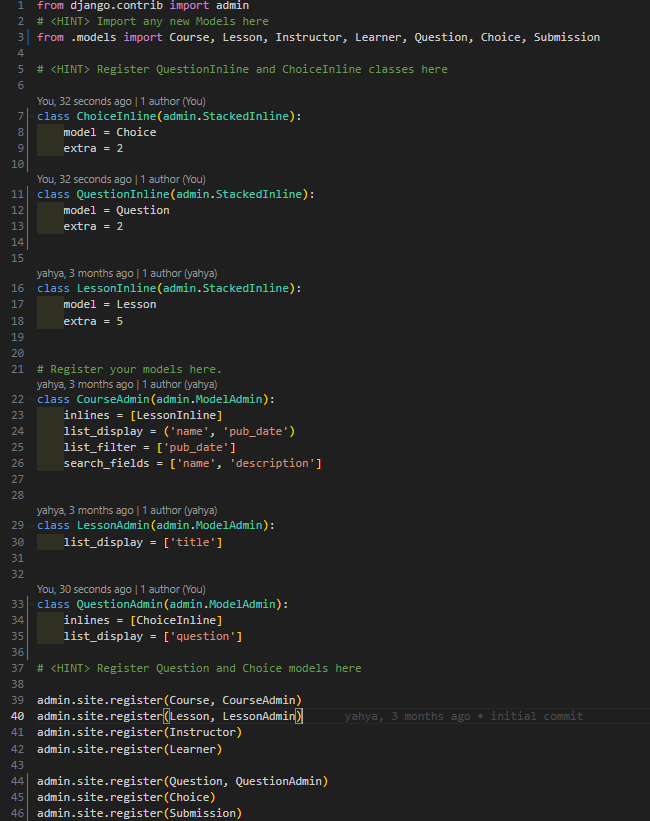 1 from django.contrib import admin
2 # <HINT> Import any new Models here
3 from .models import Course, Lesson, Instructor, Learner, Question, Choice, Submission
4
5 # <HINT> Register QuestionInline and ChoiceInline classes here
6
You, 32 seconds ago | 1 author (You)
7 class ChoiceInline(admin.StackedInline):
8     model = Choice
9     extra = 2
10
You, 32 seconds ago | 1 author (You)
11 class QuestionInline(admin.StackedInline):
12     model = Question
13     extra = 2
14
15
yahya, 3 months ago | 1 author (yahya)
16 class LessonInline(admin.StackedInline):
17     model = Lesson
18     extra = 5
19
20
21 # Register your models here.
yahya, 3 months ago | 1 author (yahya)
22 class CourseAdmin(admin.ModelAdmin):
23     inlines = [LessonInline]
24     list_display = ('name', 'pub_date')
25     list_filter = ['pub_date']
26     search_fields = ['name', 'description']
27
28
yahya, 3 months ago | 1 author (yahya)
29 class LessonAdmin(admin.ModelAdmin):
30     list_display = ['title']
31
32
You, 30 seconds ago | 1 author (You)
33 class QuestionAdmin(admin.ModelAdmin):
34     inlines = [ChoiceInline]
35     list_display = ['question']
36
37 # <HINT> Register Question and Choice models here
38
39 admin.site.register(Course, CourseAdmin)
40 admin.site.register(Lesson, LessonAdmin) yahya, 3 months ago • initial commit
41 admin.site.register(Instructor)
42 admin.site.register(Learner)
43
44 admin.site.register(Question, QuestionAdmin)
45 admin.site.register(Choice)
46 admin.site.register(Submission)